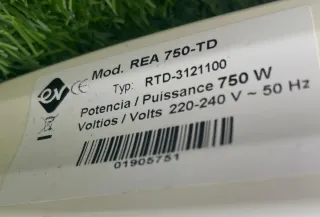 Mod. REA 750-TD
Typ: RTD-3121100
Potencia / Puissance 750 W
Voltios / Volts 220-240 V ~ 50 Hz
01905751